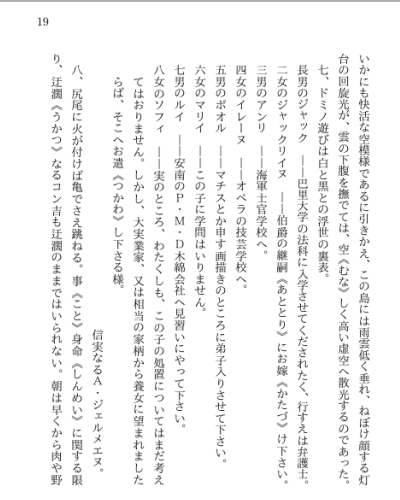 19
いかにも快活な空模様であるに引きかえ、この島には雨雲低く垂れ、ねぼけ顔する灯
台の回旋光が、雲の下腹を撫でては、空《むな》しく高い虚空へ散光するのであった。
七、ドミノ遊びは白と黒との浮世の裏表。
長男のジャック　――巴里大学の法科に入学させてくだされたく、行すえは弁護士。
二女のジャックリイヌ　――伯爵の継嗣《あととり》にお嫁《かたづ》け下さい。
三男のアンリ　――海軍士官学校へ。
四女のイレーヌ　――オペラの技芸学校へ。
五男のポオル　――マチスとか申す画描きのところに弟子入りさせて下さい。
六女のマリイ　――この子に学問はいりません。
七男のルイ　――安南のP・M・D木綿会社へ見習いにやって下さい。
八女のソフィ　――実のところ、わたくしも、この子の処置についてはまだ考え
てはおりません。しかし、大実業家、又は相当の家柄から養女に望まれました
らば、そこへお遣《つかわ》し下さる様。
信実なるA・ジェルメエヌ。
八、尻尾に火が付けば亀でさえ跳ねる。事《こと》身命《しんめい》に関する限
り、迂濶《うかつ》なるコン吉も迂濶のままではいられない。朝は早くから肉や野